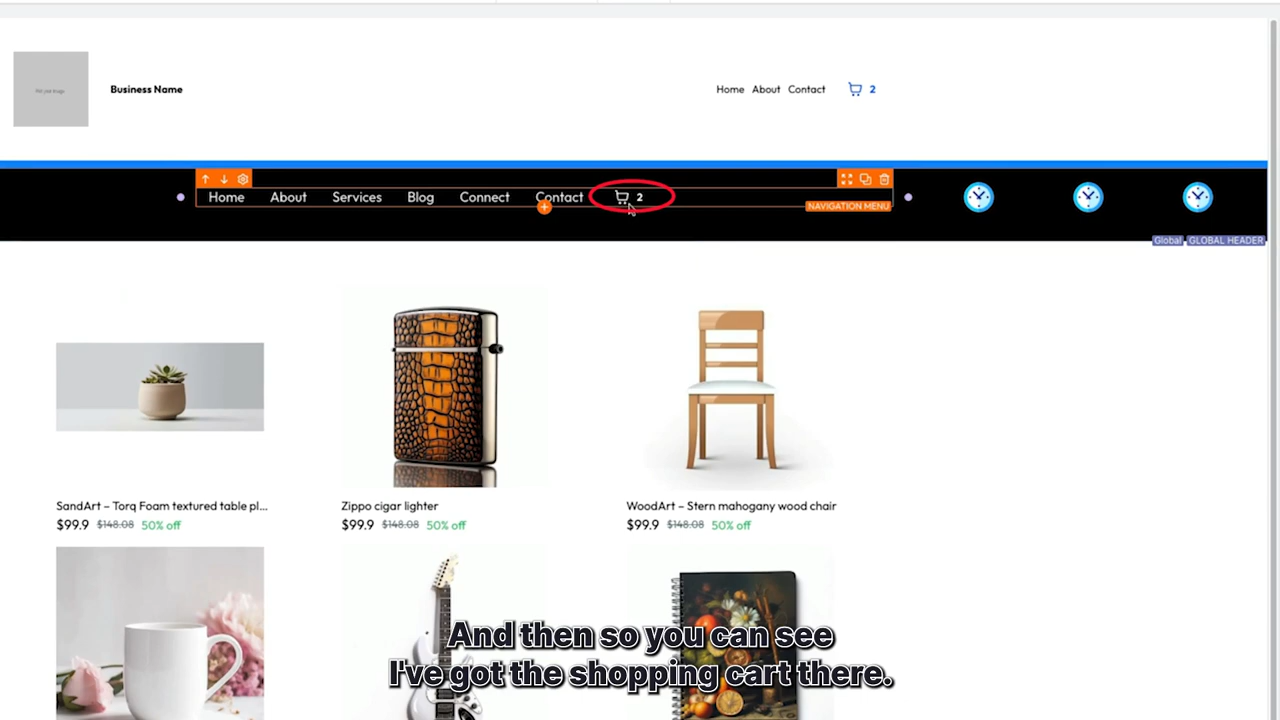 Business Name
Home About Contact 2
Home About Services Blog Connect Contact 2
NAVIGATION MENU
Global GLOBAL HEADER
SandArt – Torq Foam textured table pl...
$99.9 $148.08 50% off
Zippo cigar lighter
$99.9 $148.08 50% off
WoodArt – Stern mahogany wood chair
$99.9 $148.08 50% off
And then so you can see
I've got the shopping cart there.